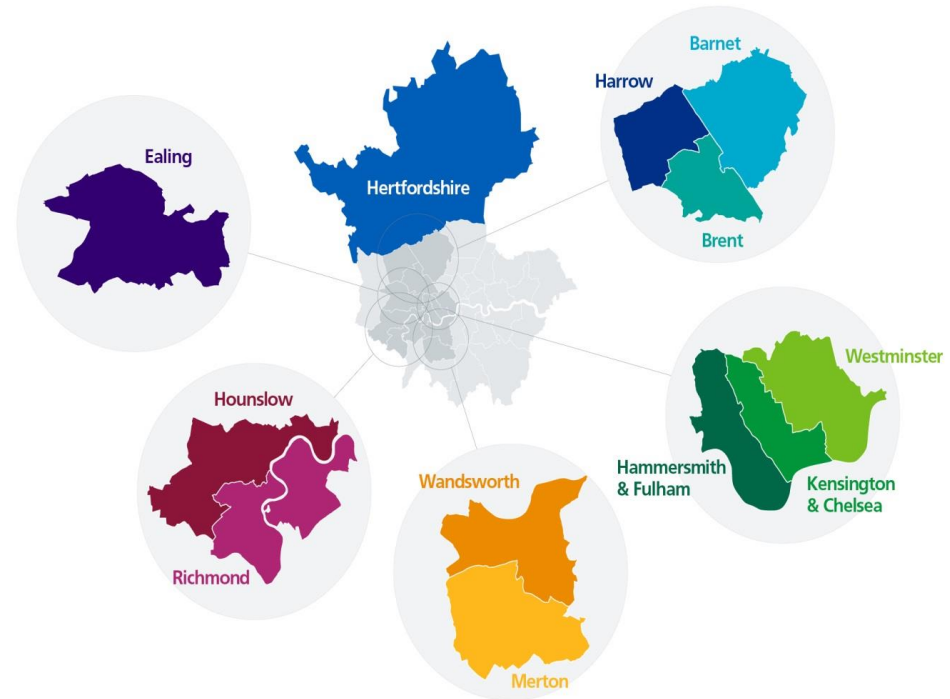 Barnet
Harrow
Ealing
Hertfordshire
Brent
Westminster
Hounslow
Hammersmith
& Fulham
Kensington
& Chelsea
Wandsworth
Richmond
Merton